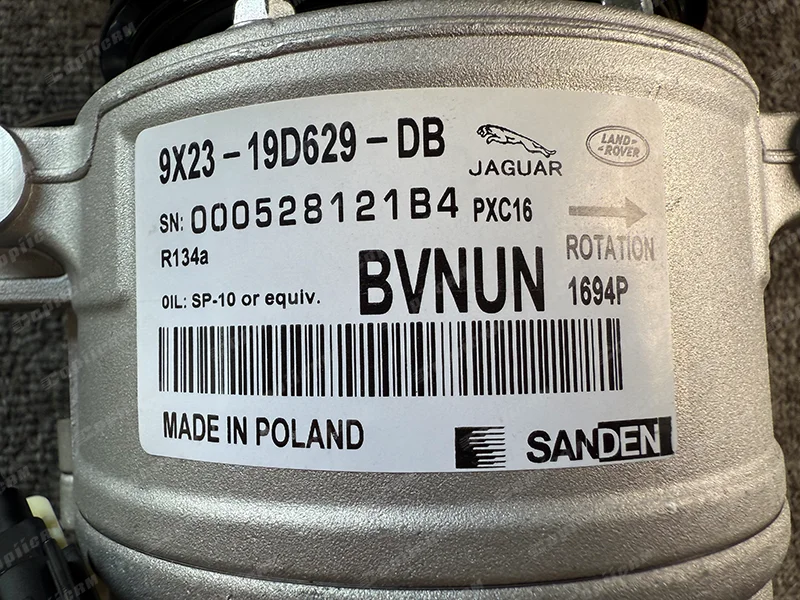 9X23-19D629-DB
JAGUAR
LAND ROVER
SN: 000528121B4 PXC16
R134a
ROTATION
OIL: SP-10 or equiv.
BVNUN
1694P
MADE IN POLAND
SANDEN